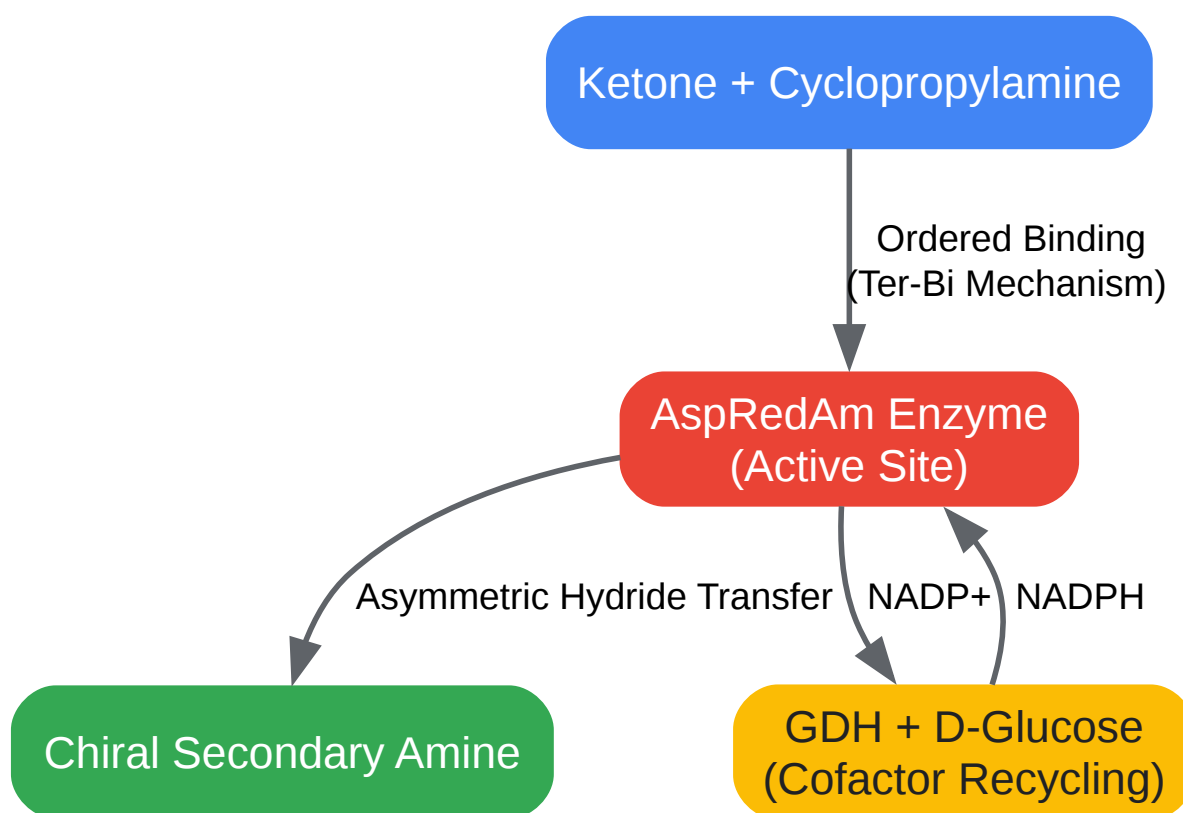 Ketone + Cyclopropylamine
Ordered Binding
(Ter-Bi Mechanism)
AspRedAm Enzyme
(Active Site)
Asymmetric Hydride Transfer
NADP+
NADPH
Chiral Secondary Amine
GDH + D-Glucose
(Cofactor Recycling)